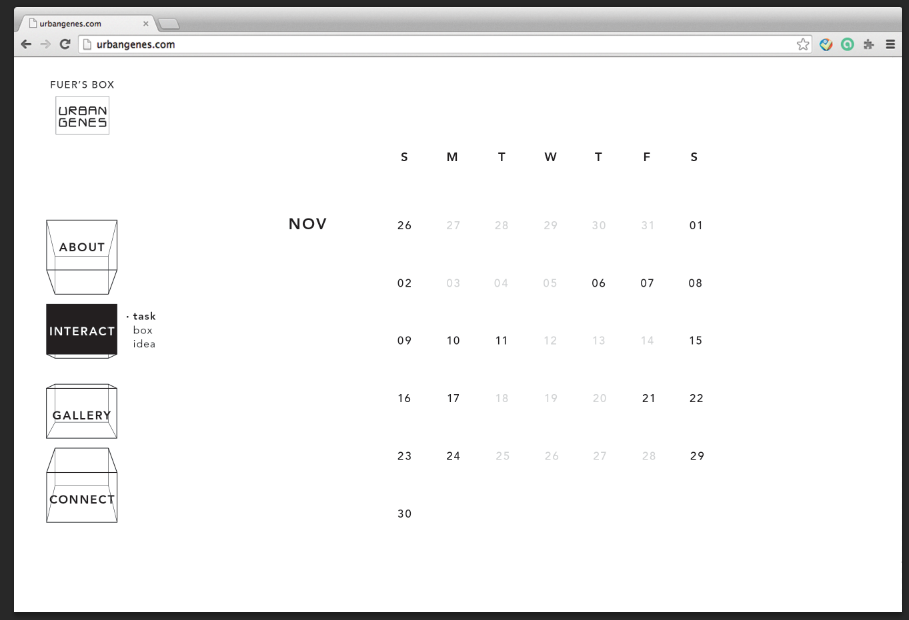 urbangenes.com
urbangenes.com
FUER'S BOX
URBAN
GENES
S M T W T F S
NOV 26 27 28 29 30 31 01
ABOUT
02 03 04 05 06 07 08
INTERACT
· task
box
idea
09 10 11 12 13 14 15
16 17 18 19 20 21 22
GALLERY
23 24 25 26 27 28 29
CONNECT
30